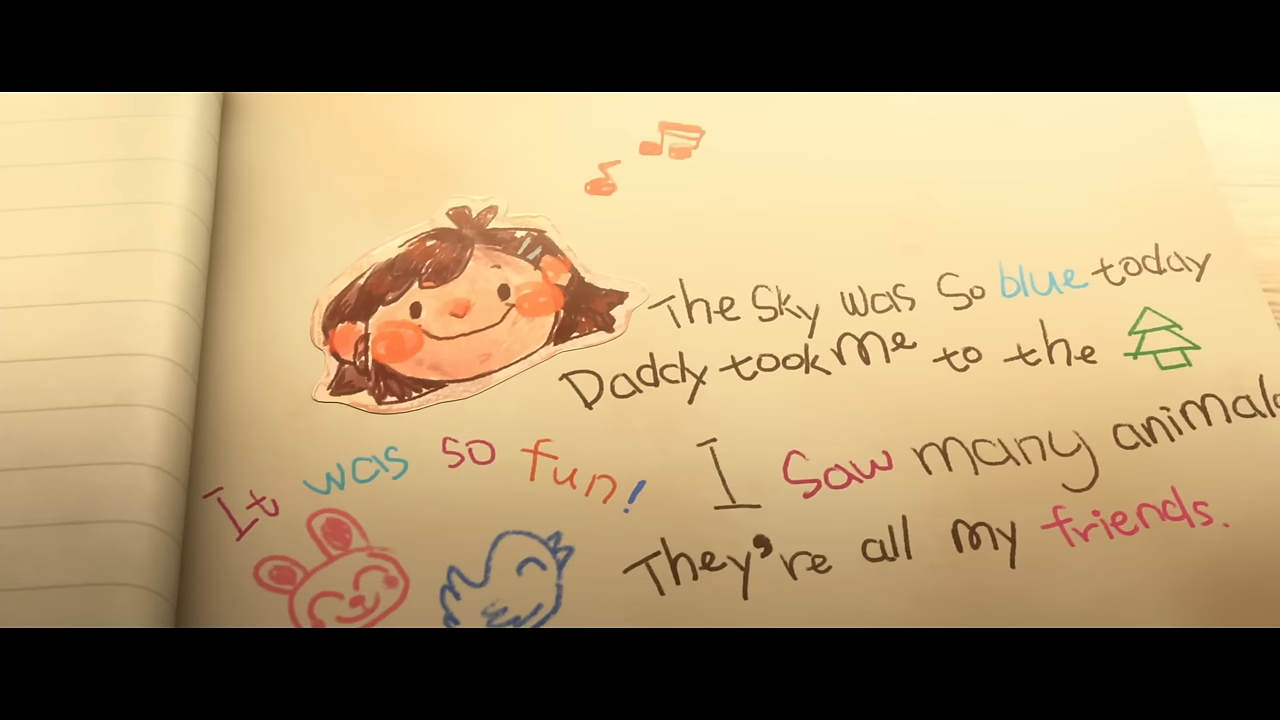 The Sky was So blue today
Daddy took me to the
I Saw many animals
They're all my friends.
It was so fun!